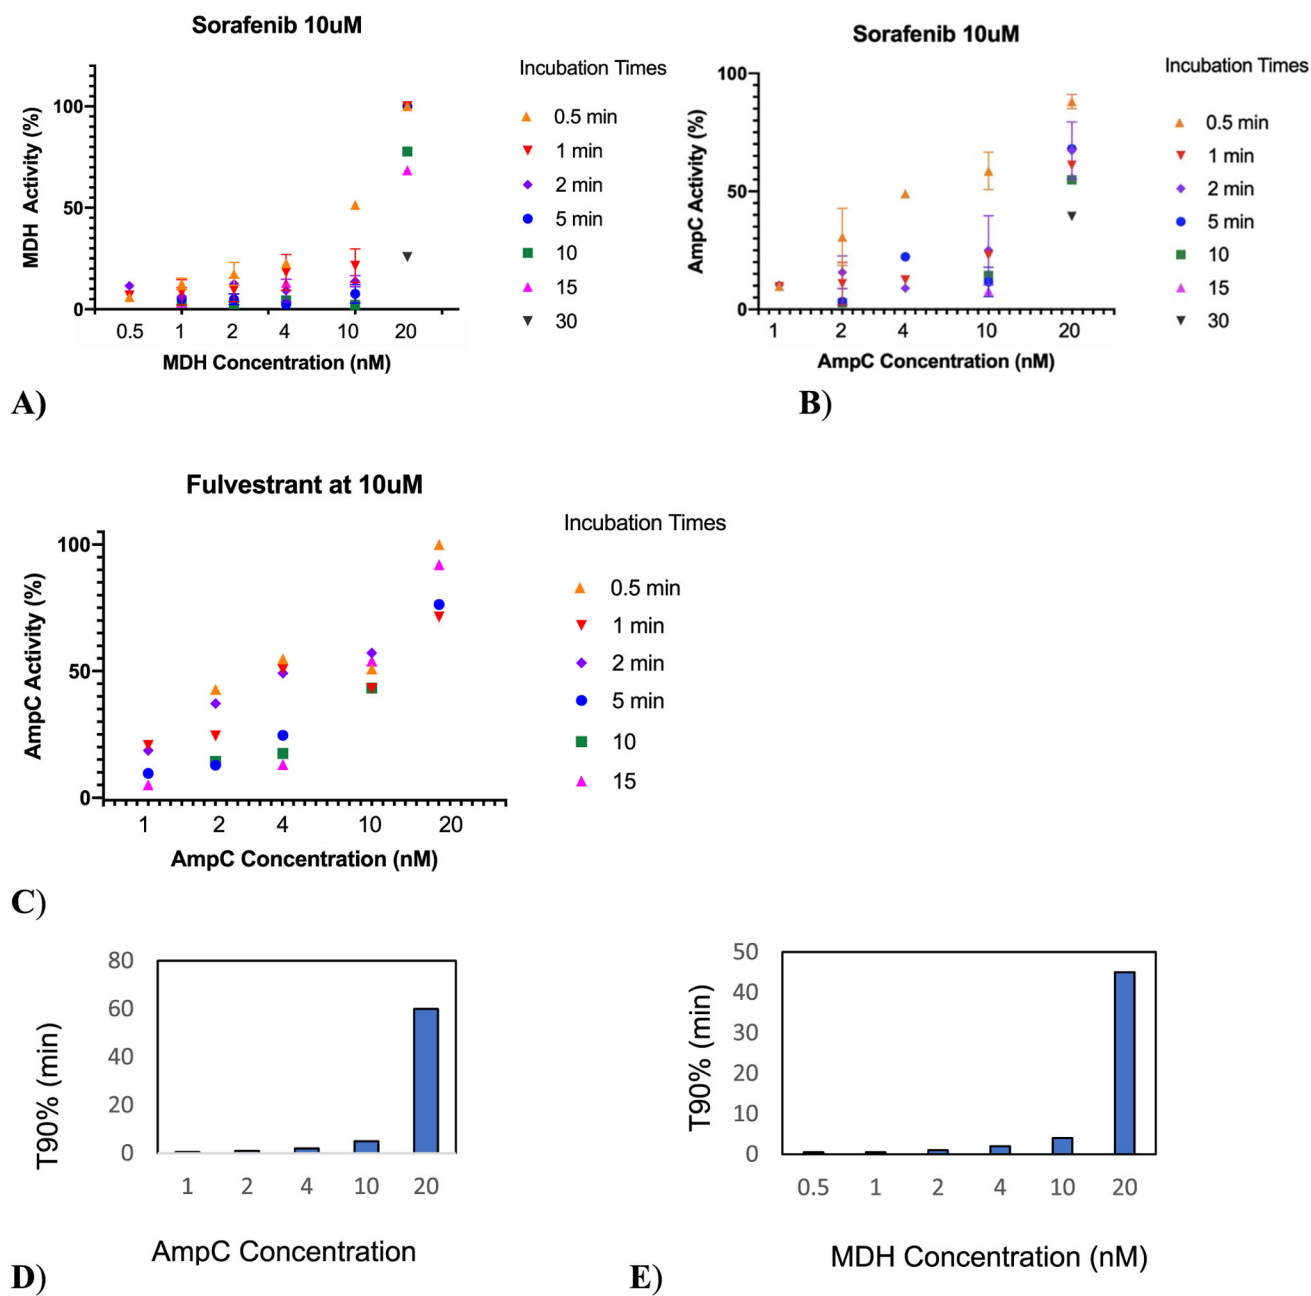 Sorafenib 10uM
MDH Activity (%)
100
50
0
0.5 1 2 4 10 20
MDH Concentration (nM)
Incubation Times
0.5 min
1 min
2 min
5 min
10
15
30
A)
Sorafenib 10uM
AmpC Activity (%)
100
50
0
1 2 4 10 20
AmpC Concentration (nM)
Incubation Times
0.5 min
1 min
2 min
5 min
10
15
30
B)
Fulvestrant at 10uM
AmpC Activity (%)
100
50
0
1 2 4 10 20
AmpC Concentration (nM)
Incubation Times
0.5 min
1 min
2 min
5 min
10
15
C)
T90% (min)
80
60
40
20
0
1 2 4 10 20
AmpC Concentration
D)
T90% (min)
50
40
30
20
10
0
0.5 1 2 4 10 20
MDH Concentration (nM)
E)